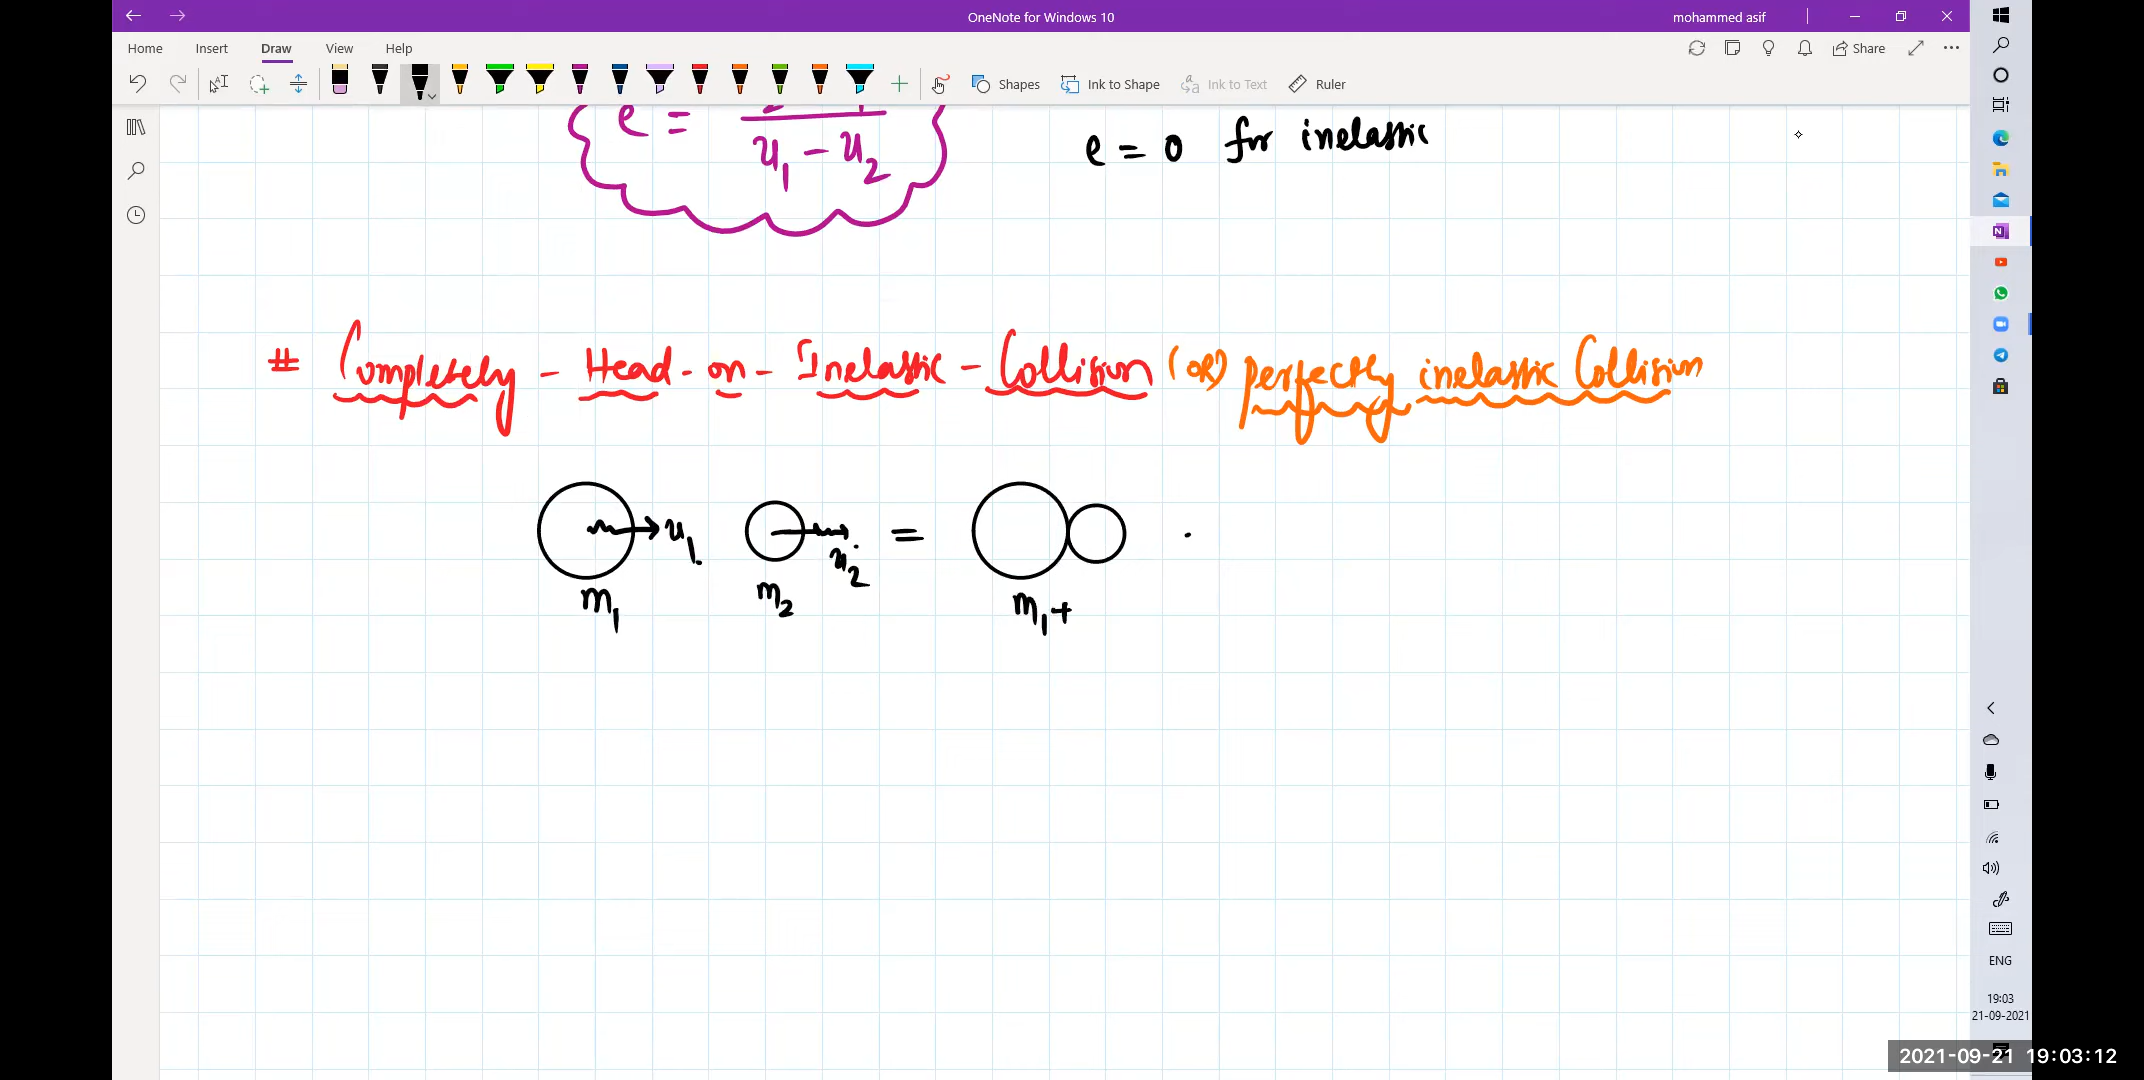 OneNote for Windows 10
mohammed asif
Home Insert Draw View Help
Share
Shapes Ink to Shape Ink to Text Ruler
e = u₁ - u₂
e = 0 for inelastic
# Completely - Head - on - Inelastic - Collision (OR) perfectly inelastic Collision
u₁ u₂ =
m₁ m₂ m₁+
ENG
19:03
21-09-2021
2021-09-21 19:03:12